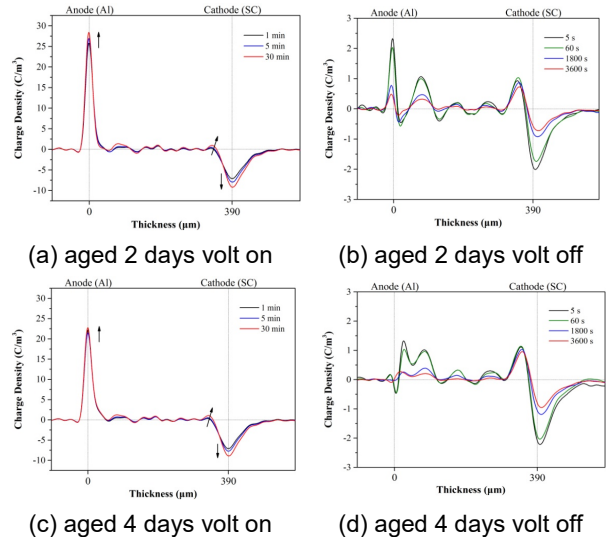 Anode (Al) Cathode (SC)
Charge Density (C/m³)
30
25
20
15
10
5
0
-5
-10
1 min
5 min
30 min
0 390
Thickness (µm)
(a) aged 2 days volt on
Anode (Al) Cathode (SC)
Charge Density (C/m³)
3
2
1
0
-1
-2
-3
5 s
60 s
1800 s
3600 s
0 390
Thickness (µm)
(b) aged 2 days volt off
Anode (Al) Cathode (SC)
Charge Density (C/m³)
30
25
20
15
10
5
0
-5
-10
1 min
5 min
30 min
0 390
Thickness (µm)
(c) aged 4 days volt on
Anode (Al) Cathode (SC)
Charge Density (C/m³)
3
2
1
0
-1
-2
-3
5 s
60 s
1800 s
3600 s
0 390
Thickness (µm)
(d) aged 4 days volt off